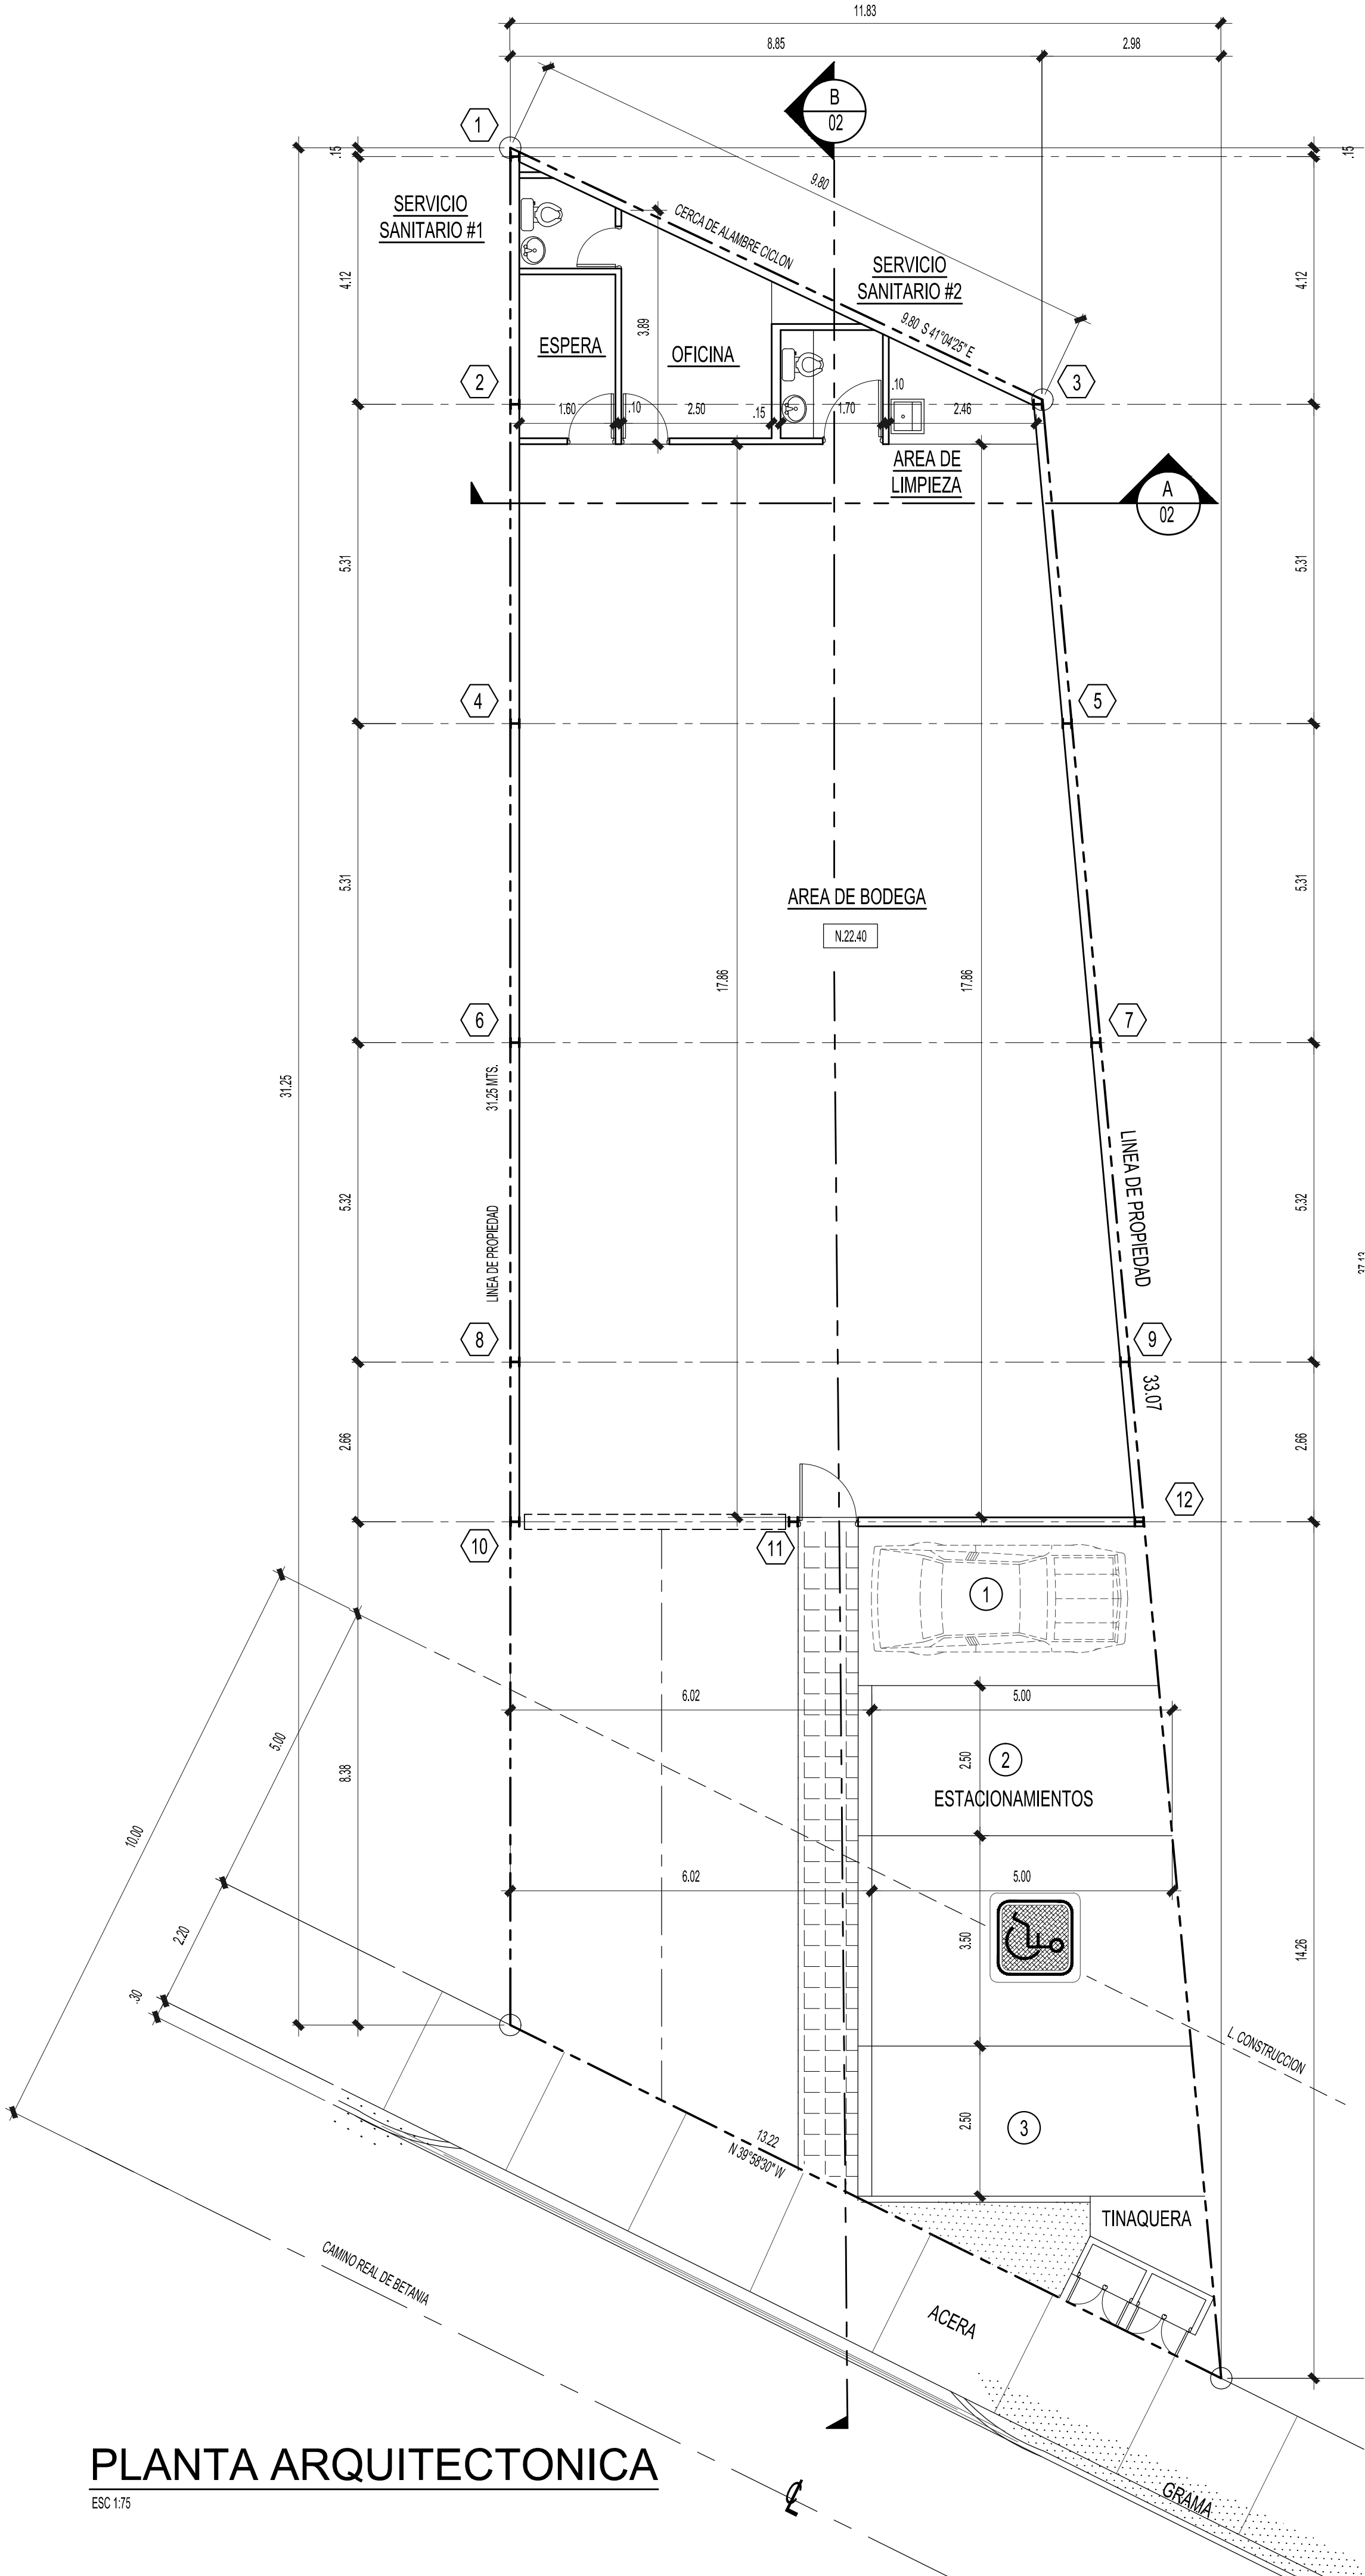 11.83
8.85
2.98
B
02
1
.15
.15
9.80
SERVICIO
SANITARIO #1
CERCA DE ALAMBRE CICLON
SERVICIO
SANITARIO #2
4.12
4.12
3.89
9.80 S 41°04'25" E
ESPERA
OFICINA
2
3
1.60
.10
2.50
.15
1.70
.10
2.46
AREA DE
LIMPIEZA
A
02
5.31
5.31
4
5
5.31
5.31
AREA DE BODEGA
N.22.40
17.86
17.86
6
7
31.25
31.25 MTS.
LINEA DE PROPIEDAD
LINEA DE PROPIEDAD
5.32
5.32
37.13
8
9
33.07
2.66
2.66
12
10
11
1
6.02
5.00
5.00
8.38
2.50
2
ESTACIONAMIENTOS
10.00
6.02
5.00
2.20
3.50
14.26
.30
L. CONSTRUCCION
13.22
N 39°58'30" W
2.50
3
TINAQUERA
CAMINO REAL DE BETANIA
ACERA
GRAMA
PLANTA ARQUITECTONICA
ESC 1:75